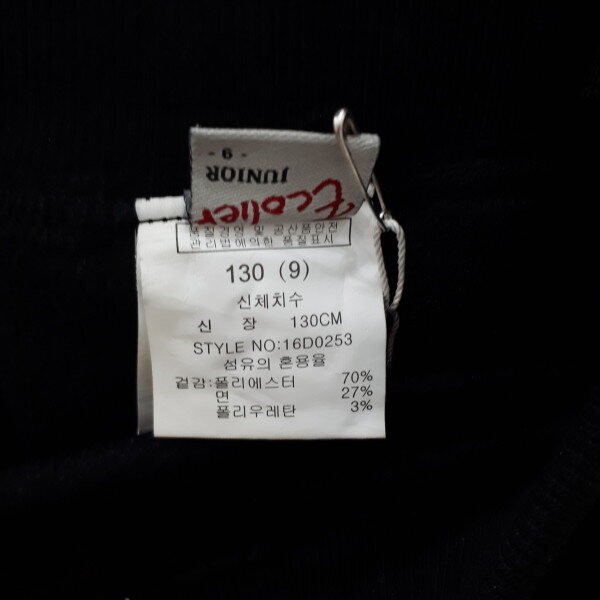 - 9 -
JUNIOR
Ecolier
품질경영 및 공산품안전
관리법에의한 품질표시
130 (9)
신체치수
신 장 130CM
STYLE NO:16D0253
섬유의 혼용율
겉감:폴리에스터 70%
면 27%
폴리우레탄 3%